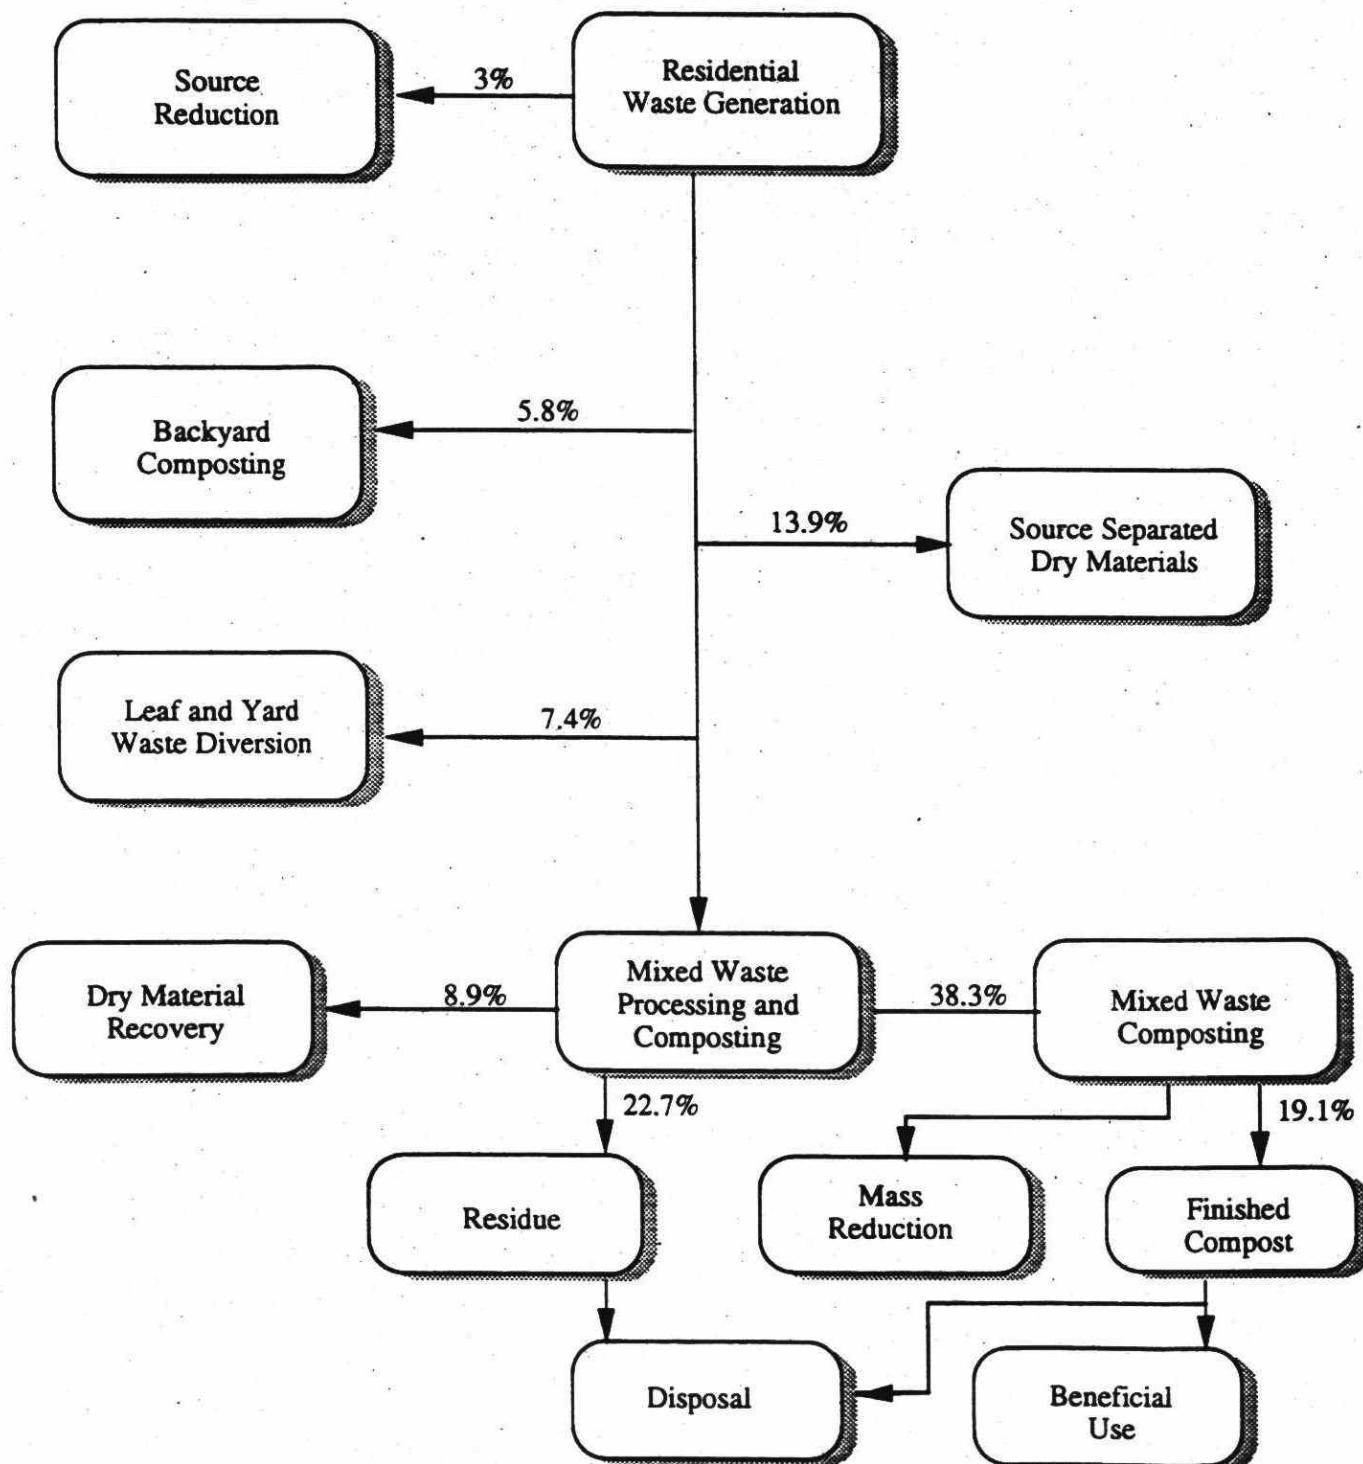 Source
Reduction
3%
Residential
Waste Generation
Backyard
Composting
5.8%
13.9%
Source Separated
Dry Materials
Leaf and Yard
Waste Diversion
7.4%
Dry Material
Recovery
8.9%
Mixed Waste
Processing and
Composting
38.3%
Mixed Waste
Composting
22.7%
19.1%
Residue
Mass
Reduction
Finished
Compost
Disposal
Beneficial
Use